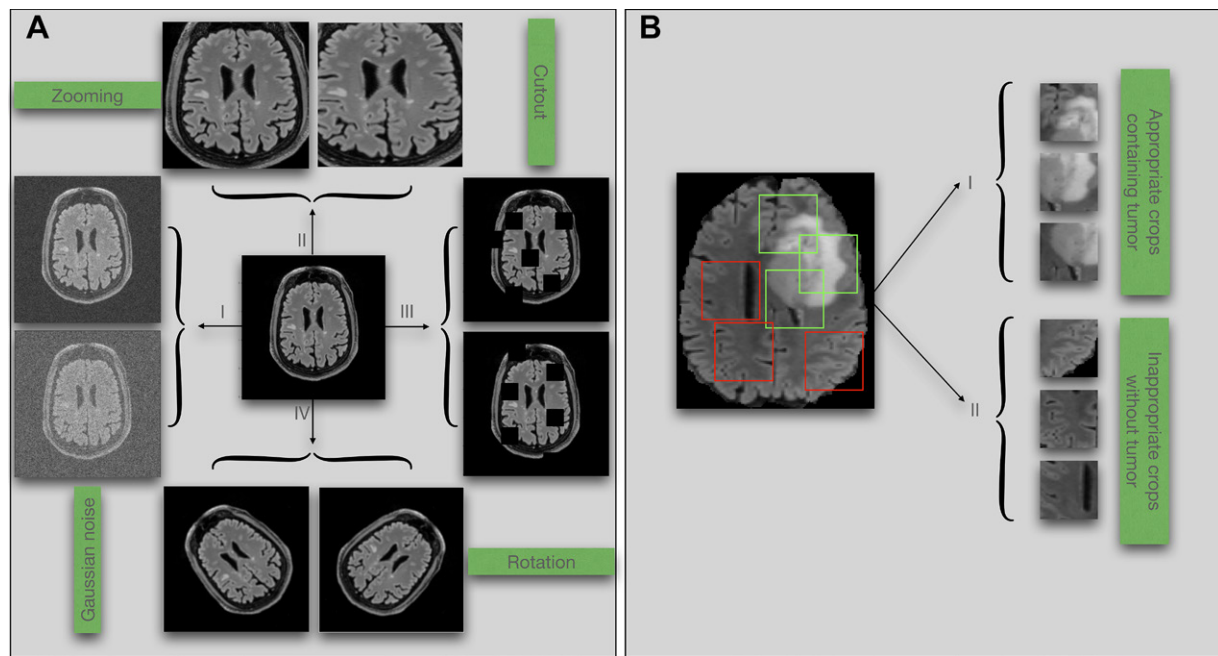 A
Zooming
Cutout
I
II
III
IV
Gaussian noise
Rotation
B
I
Appropriate crops
containing tumor
II
Inappropriate crops
without tumor